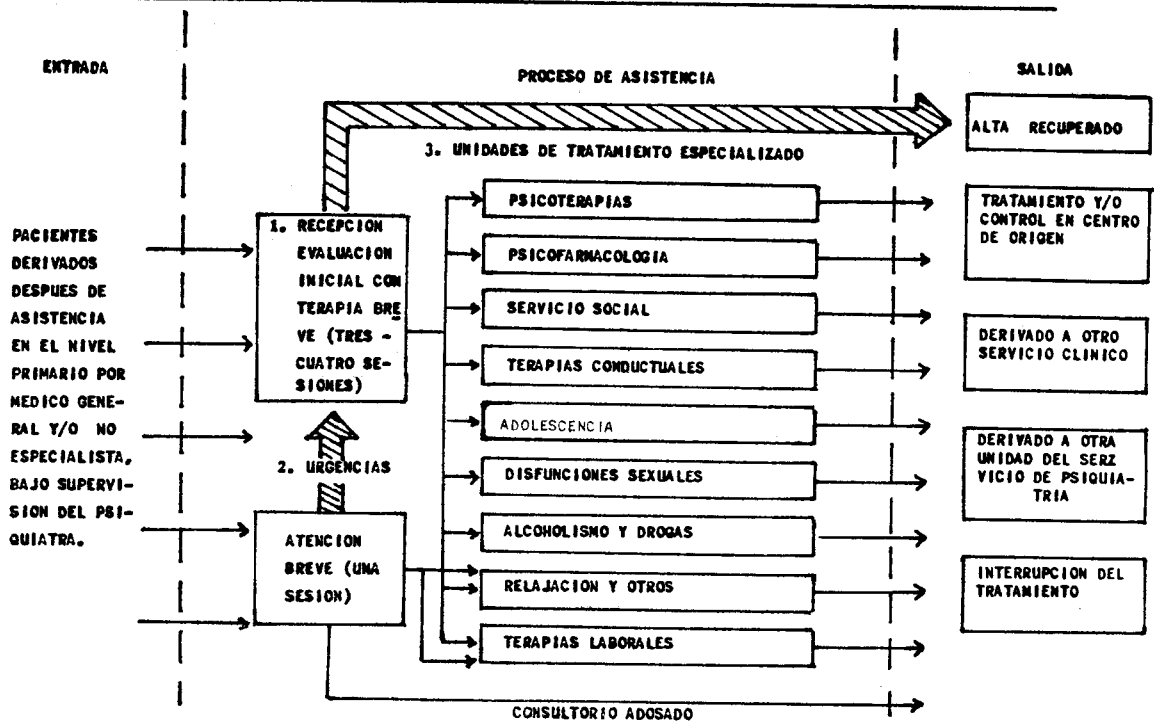 ENTRADA
PROCESO DE ASISTENCIA
SALIDA
PACIENTES
DERIVADOS
DESPUES DE
ASISTENCIA
EN EL NIVEL
PRIMARIO POR
MEDICO GENE-
RAL Y/O NO
ESPECIALISTA,
BAJO SUPERVI-
SION DEL PSI-
QUIATRA.
1. RECEPCION
EVALUACION
INICIAL CON
TERAPIA BRE
VE (TRES -
CUATRO SE-
SIONES)
2. URGENCIAS
ATENCION
BREVE (UNA
SESION)
3. UNIDADES DE TRATAMIENTO ESPECIALIZADO
PSICOTERAPIAS
PSICOFARMACOLOGIA
SERVICIO SOCIAL
TERAPIAS CONDUCTUALES
ADOLESCENCIA
DISFUNCIONES SEXUALES
ALCOHOLISMO Y DROGAS
RELAJACION Y OTROS
TERAPIAS LABORALES
CONSULTORIO ADOSADO
ALTA RECUPERADO
TRATAMIENTO Y/O
CONTROL EN CENTRO
DE ORIGEN
DERIVADO A OTRO
SERVICIO CLINICO
DERIVADO A OTRA
UNIDAD DEL SERZ
VICIO DE PSIQUIA-
TRIA
INTERRUPCION DEL
TRATAMIENTO